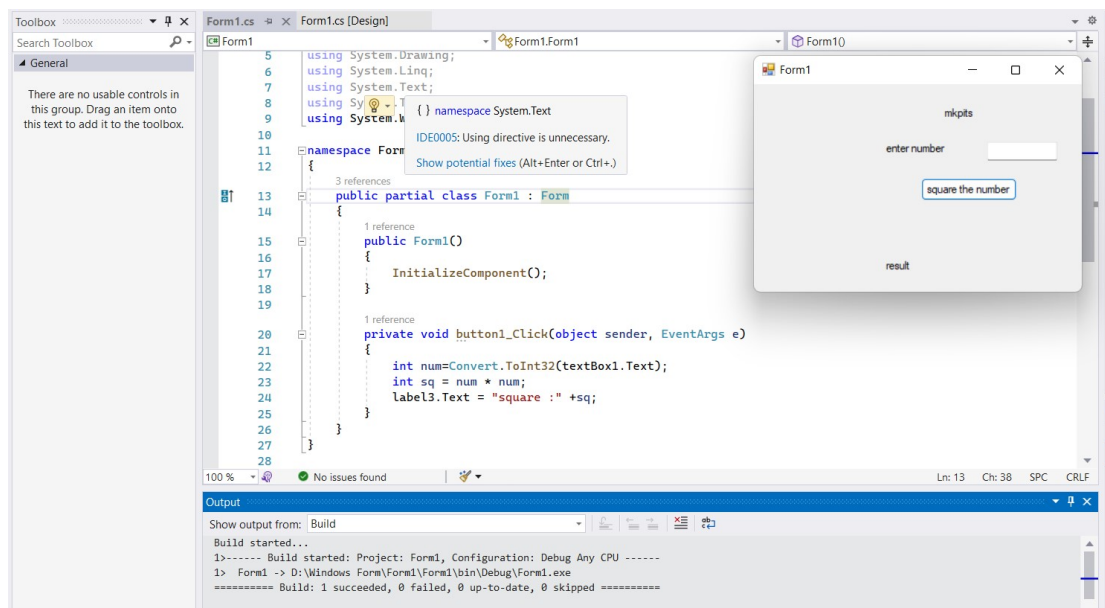 Toolbox
Search Toolbox
General
There are no usable controls in
this group. Drag an item onto
this text to add it to the toolbox.
Form1.cs
Form1.cs [Design]
C# Form1
Form1.Form1
Form1()
5 using System.Drawing;
6 using System.Linq;
7 using System.Text;
8 using Sy .T
9 using System.W
10
11 namespace Form
12 {
3 references
13 public partial class Form1 : Form
14 {
1 reference
15 public Form1()
16 {
17 InitializeComponent();
18 }
19
1 reference
20 private void button1_Click(object sender, EventArgs e)
21 {
22 int num=Convert.ToInt32(textBox1.Text);
23 int sq = num * num;
24 label3.Text = "square :" +sq;
25 }
26 }
27 }
28
{ } namespace System.Text
IDE0005: Using directive is unnecessary.
Show potential fixes (Alt+Enter or Ctrl+.)
Form1
mkpits
enter number
square the number
result
100 %
No issues found
Ln: 13 Ch: 38 SPC CRLF
Output
Show output from: Build
Build started...
1>------ Build started: Project: Form1, Configuration: Debug Any CPU ------
1> Form1 -> D:\Windows Form\Form1\Form1\bin\Debug\Form1.exe
========== Build: 1 succeeded, 0 failed, 0 up-to-date, 0 skipped ==========